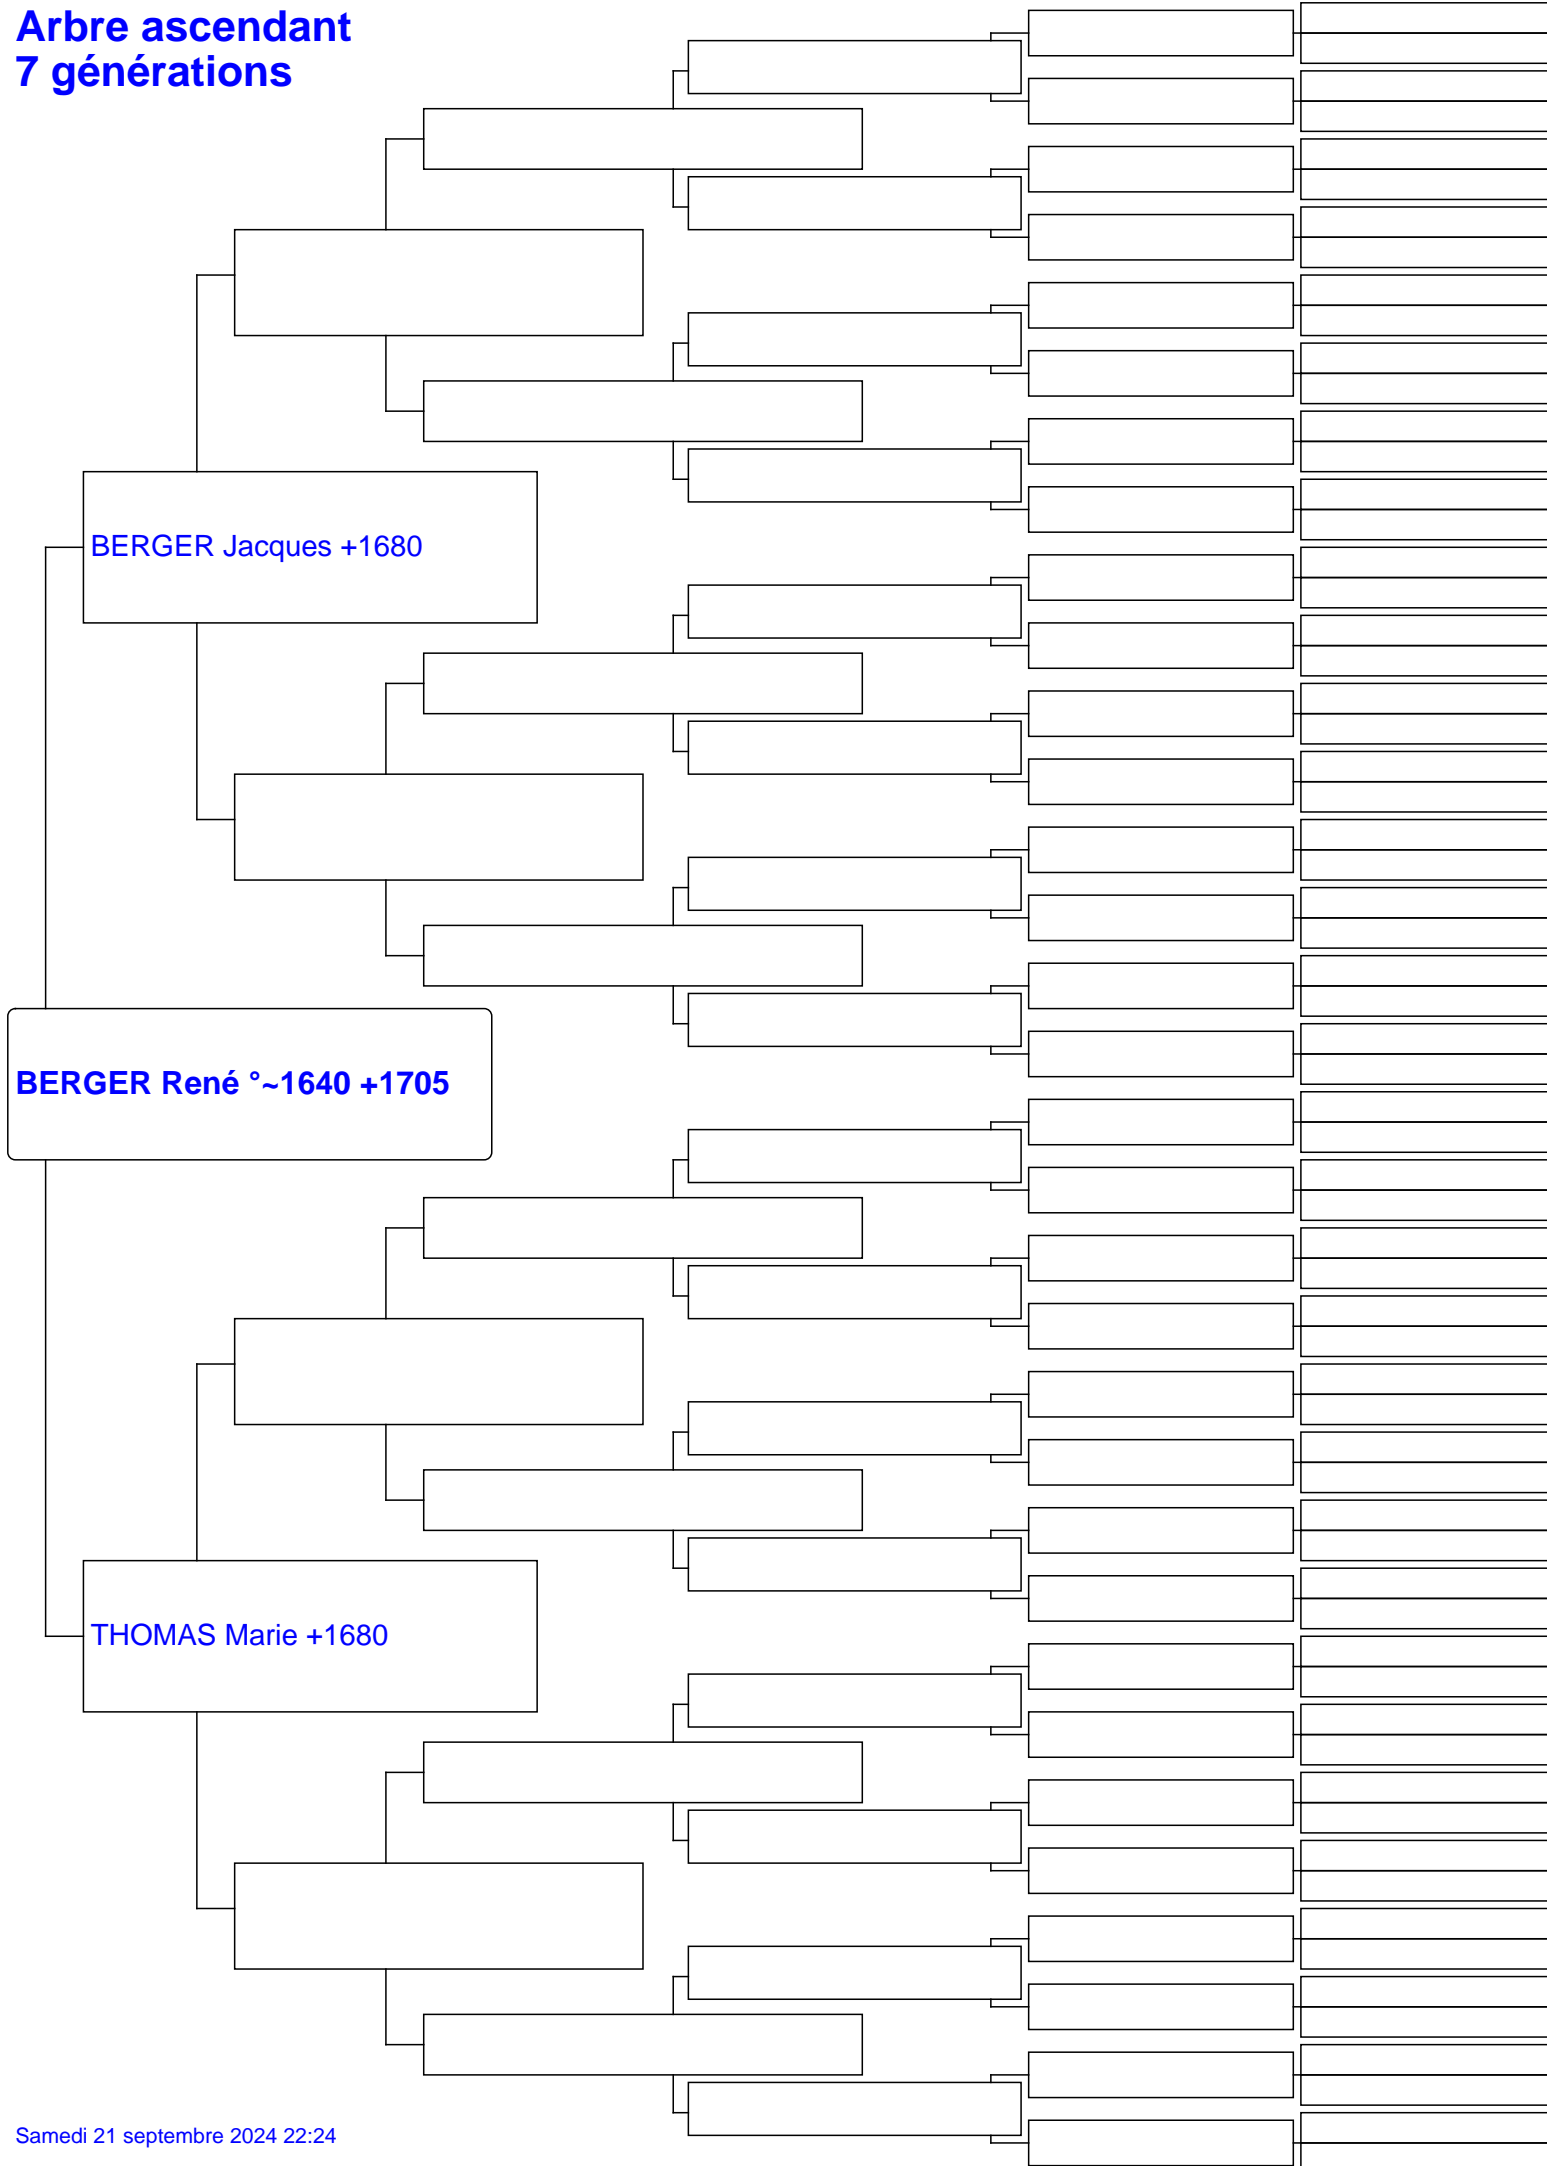 Arbre ascendant
7 générations
BERGER Jacques +1680
BERGER René °~1640 +1705
THOMAS Marie +1680
Samedi 21 septembre 2024 22:24